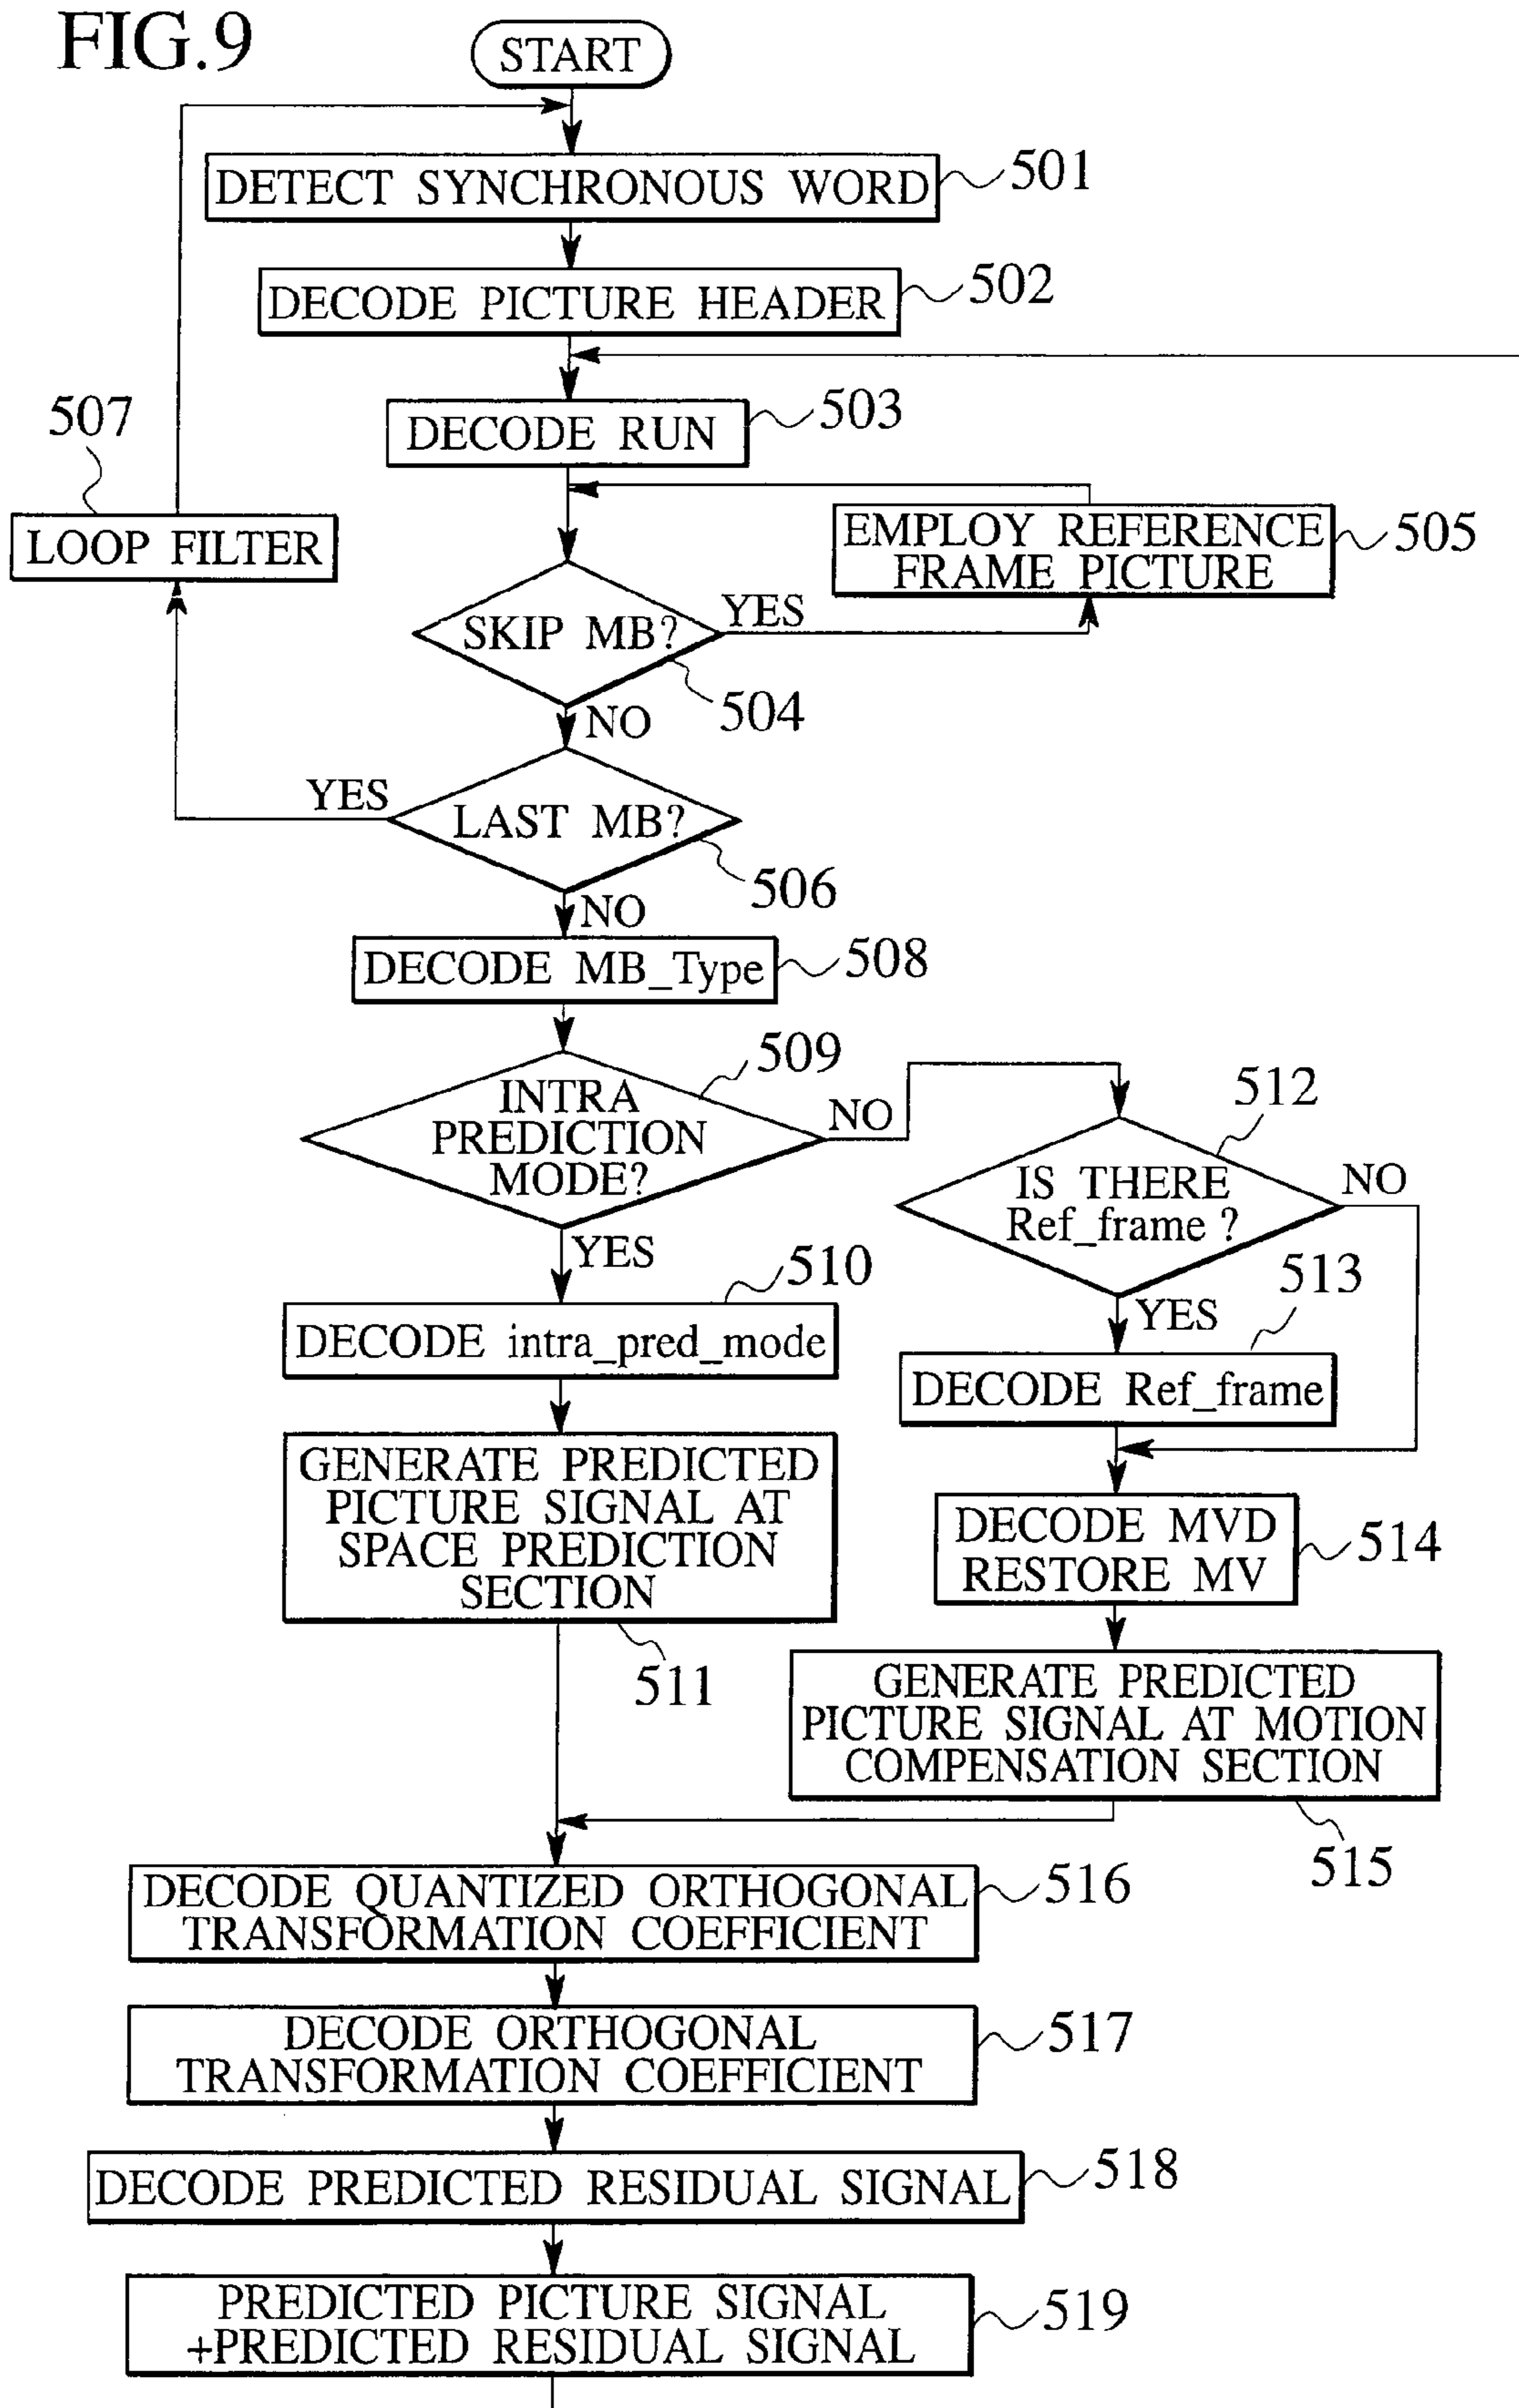 FIG.9
START
DETECT SYNCHRONOUS WORD
501
DECODE PICTURE HEADER
502
DECODE RUN
503
507
LOOP FILTER
EMPLOY REFERENCE
FRAME PICTURE
505
SKIP MB?
YES
504
NO
YES
LAST MB?
506
NO
DECODE MB_Type
508
509
INTRA
PREDICTION
MODE?
NO
512
IS THERE
Ref_frame ?
NO
YES
510
513
YES
DECODE intra_pred_mode
DECODE Ref_frame
GENERATE PREDICTED
PICTURE SIGNAL AT
SPACE PREDICTION
SECTION
511
DECODE MVD
RESTORE MV
514
GENERATE PREDICTED
PICTURE SIGNAL AT MOTION
COMPENSATION SECTION
515
DECODE QUANTIZED ORTHOGONAL
TRANSFORMATION COEFFICIENT
516
DECODE ORTHOGONAL
TRANSFORMATION COEFFICIENT
517
DECODE PREDICTED RESIDUAL SIGNAL
518
PREDICTED PICTURE SIGNAL
+PREDICTED RESIDUAL SIGNAL
519